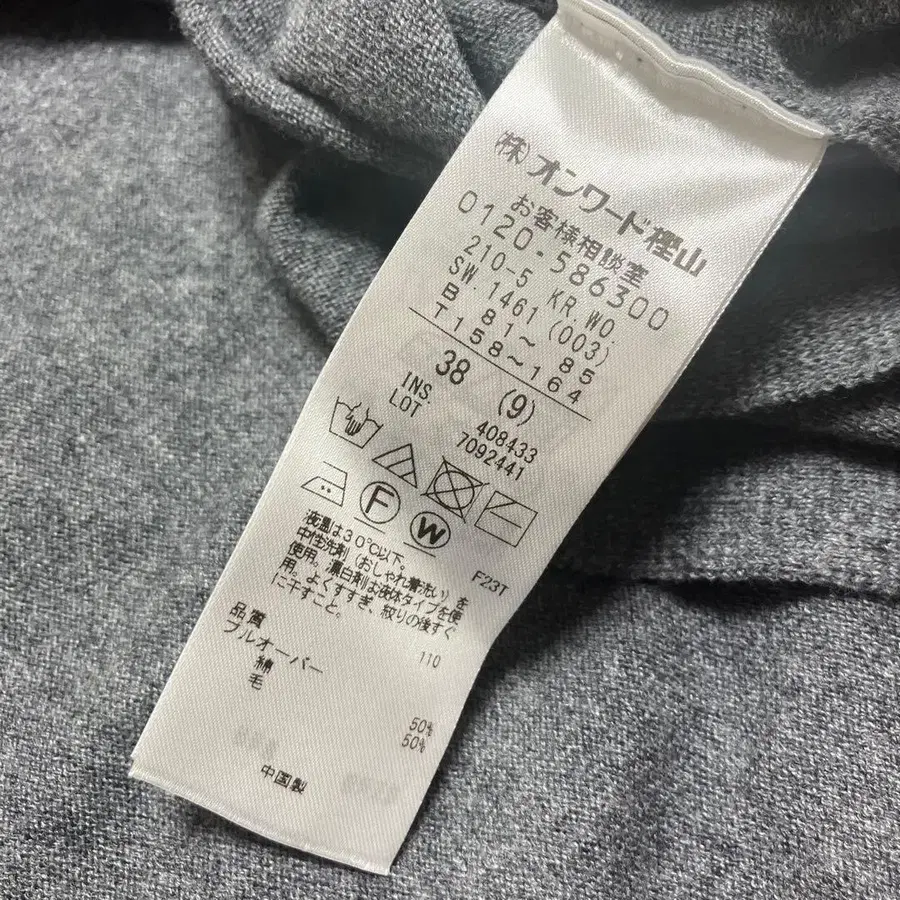 (株)オンワード樫山
お客様相談室
0120-586300
210-5 KR.WO.
SW.1461(003)
B. 81～ 85
T158～164
38 (9)
INS. 408433
LOT 7092441
F W
F23T
液温は30℃以下。
中性洗剤(おしゃれ着洗い)を
使用。漂白剤は液体タイプを使
用。よくすすぎ、絞りの後すぐ
に干すこと。
110
品質
プルオーバー
綿 50%
毛 50%
中国製